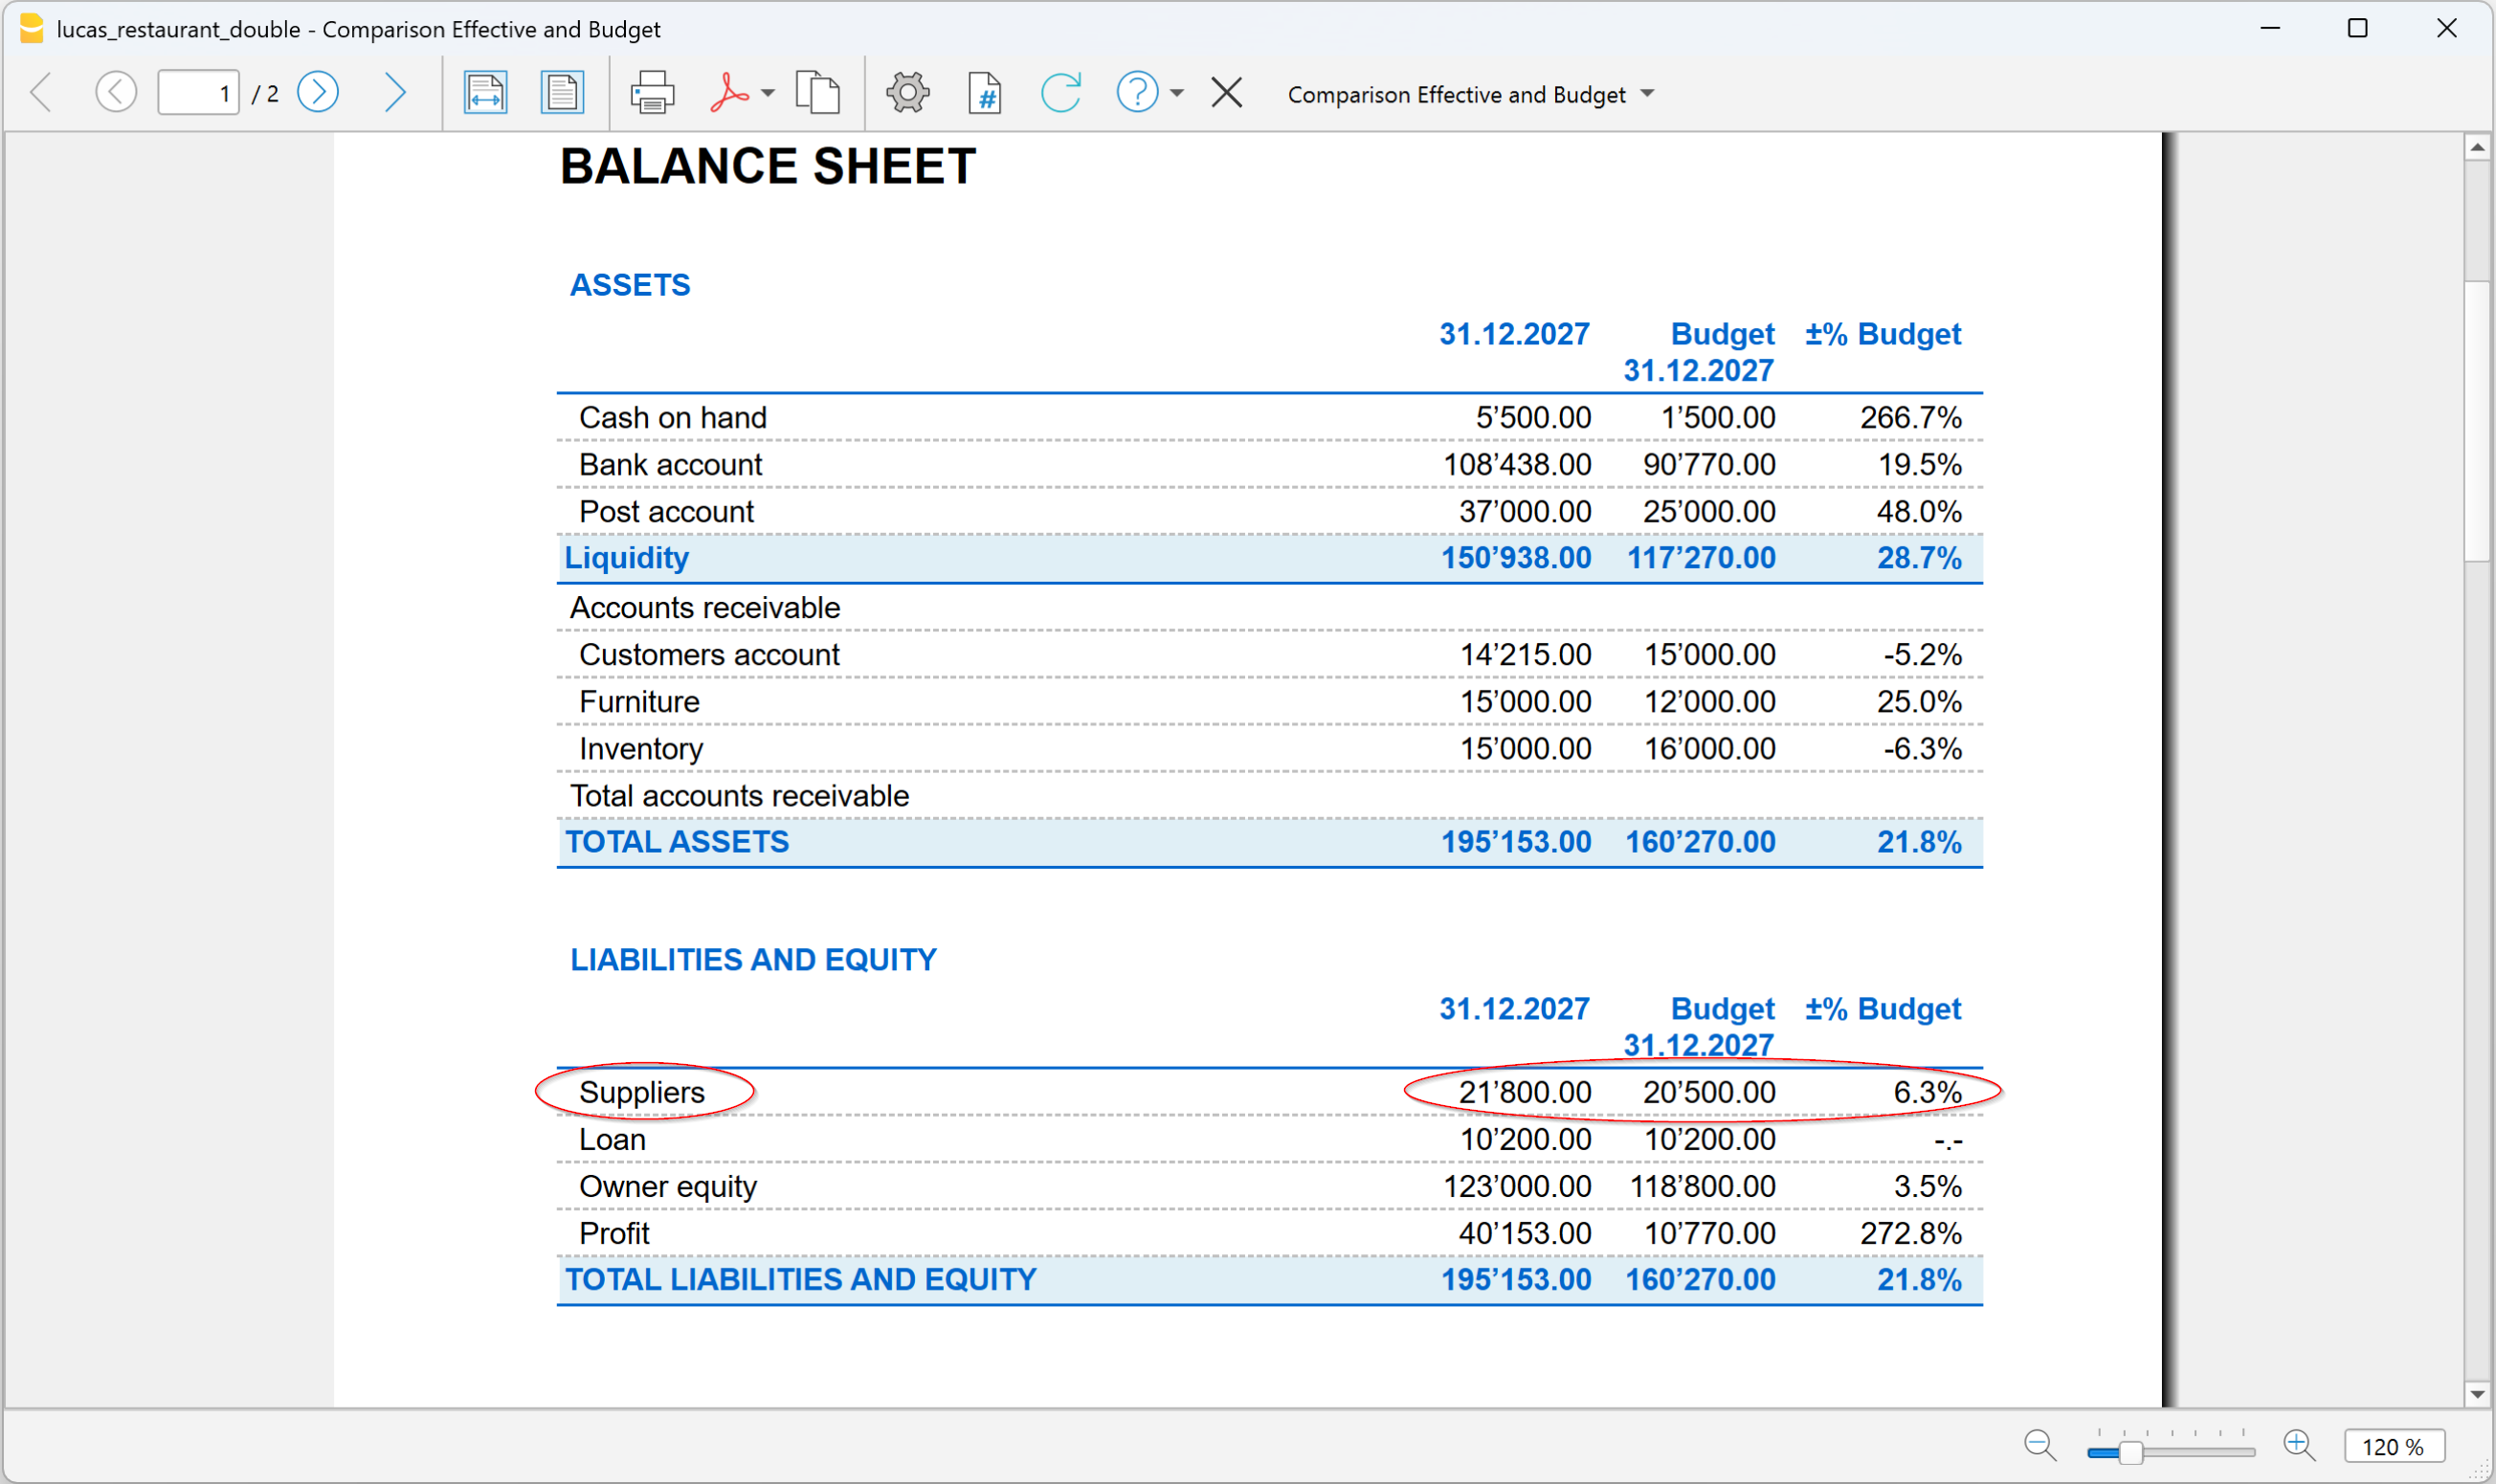 lucas_restaurant_double - Comparison Effective and Budget
1 / 2 # ? Comparison Effective and Budget
BALANCE SHEET
ASSETS
31.12.2027 Budget ±% Budget
31.12.2027
Cash on hand 5’500.00 1’500.00 266.7%
Bank account 108’438.00 90’770.00 19.5%
Post account 37’000.00 25’000.00 48.0%
Liquidity 150’938.00 117’270.00 28.7%
Accounts receivable
Customers account 14’215.00 15’000.00 -5.2%
Furniture 15’000.00 12’000.00 25.0%
Inventory 15’000.00 16’000.00 -6.3%
Total accounts receivable
TOTAL ASSETS 195’153.00 160’270.00 21.8%
LIABILITIES AND EQUITY
31.12.2027 Budget ±% Budget
31.12.2027
Suppliers 21’800.00 20’500.00 6.3%
Loan 10’200.00 10’200.00 -.-
Owner equity 123’000.00 118’800.00 3.5%
Profit 40’153.00 10’770.00 272.8%
TOTAL LIABILITIES AND EQUITY 195’153.00 160’270.00 21.8%
120 %